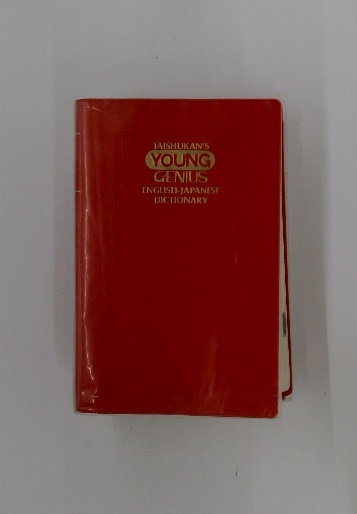 TAISHUKAN'S
YOUNG
GENIUS
ENGLISH-JAPANESE
DICTIONARY